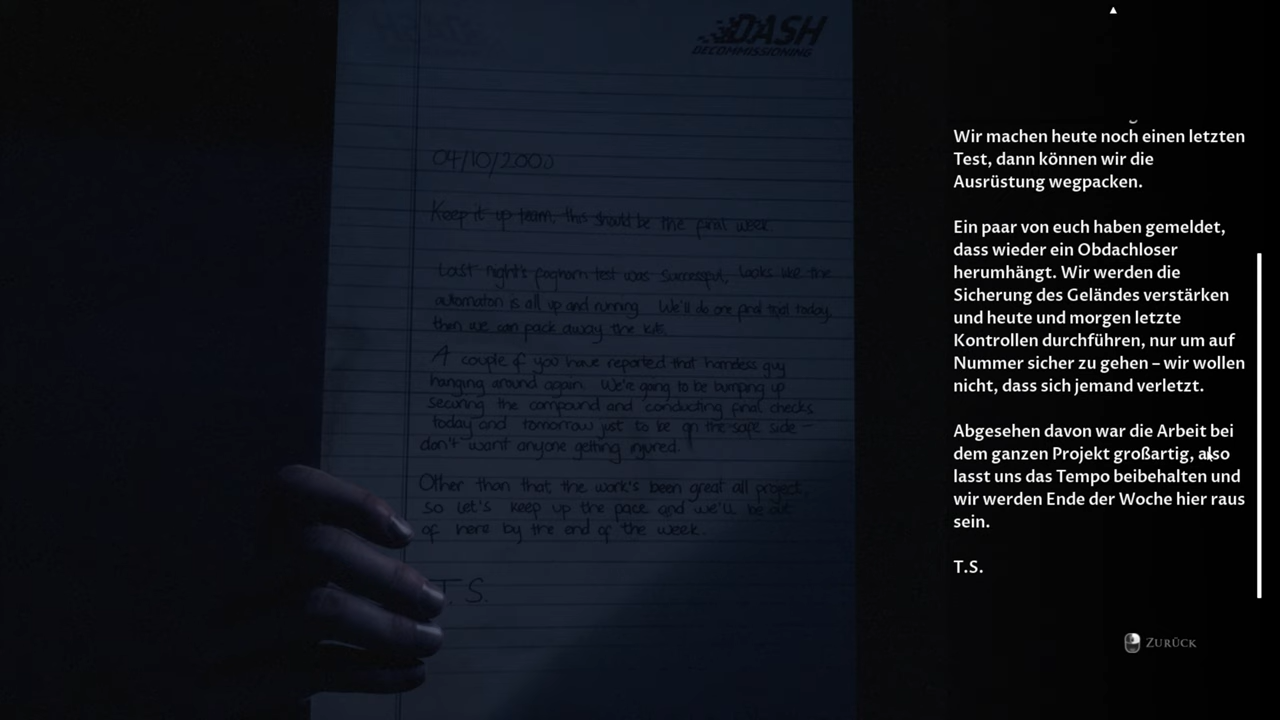 DASH
DECOMMISSIONING
04/10/2000
Keep it up team, this should be the final week.
Last night's foghorn test was successful, looks like the
automaton is all up and running. We'll do one final trial today,
then we can pack away the kits.
A couple of you have reported that homeless guy
hanging around again. We're going to be bumping up
securing the compound and conducting final checks
today and tomorrow just to be on the safe side —
don't want anyone getting injured.
Other than that, the work's been great all project,
so let's keep up the pace and we'll be out
of here by the end of the week.
T.S.
Wir machen heute noch einen letzten
Test, dann können wir die
Ausrüstung wegpacken.
Ein paar von euch haben gemeldet,
dass wieder ein Obdachloser
herumhängt. Wir werden die
Sicherung des Geländes verstärken
und heute und morgen letzte
Kontrollen durchführen, nur um auf
Nummer sicher zu gehen – wir wollen
nicht, dass sich jemand verletzt.
Abgesehen davon war die Arbeit bei
dem ganzen Projekt großartig, also
lasst uns das Tempo beibehalten und
wir werden Ende der Woche hier raus
sein.
T.S.
ZURÜCK